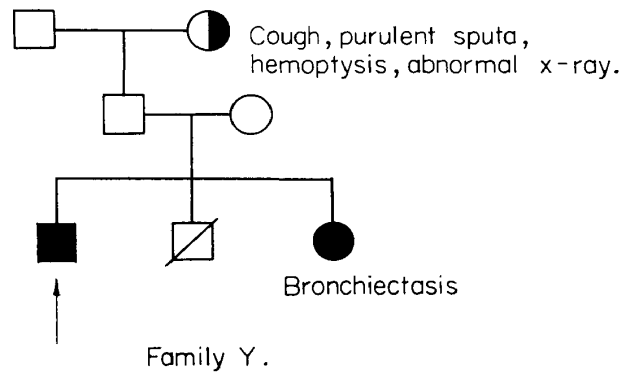 Cough, purulent sputa,
hemoptysis, abnormal x-ray.
Bronchiectasis
Family Y.